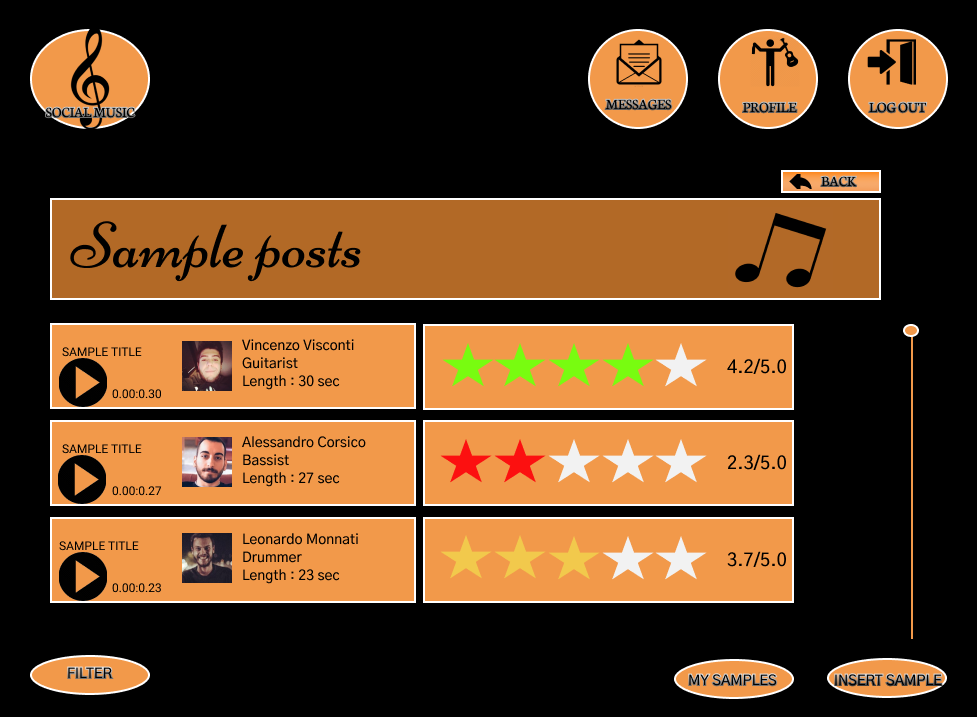 SOCIAL MUSIC
MESSAGES
PROFILE
LOG OUT
BACK
Sample posts
SAMPLE TITLE
0.00:0.30
Vincenzo Visconti
Guitarist
Length : 30 sec
4.2/5.0
SAMPLE TITLE
0.00:0.27
Alessandro Corsico
Bassist
Length : 27 sec
2.3/5.0
SAMPLE TITLE
0.00:0.23
Leonardo Monnati
Drummer
Length : 23 sec
3.7/5.0
FILTER
MY SAMPLES
INSERT SAMPLE